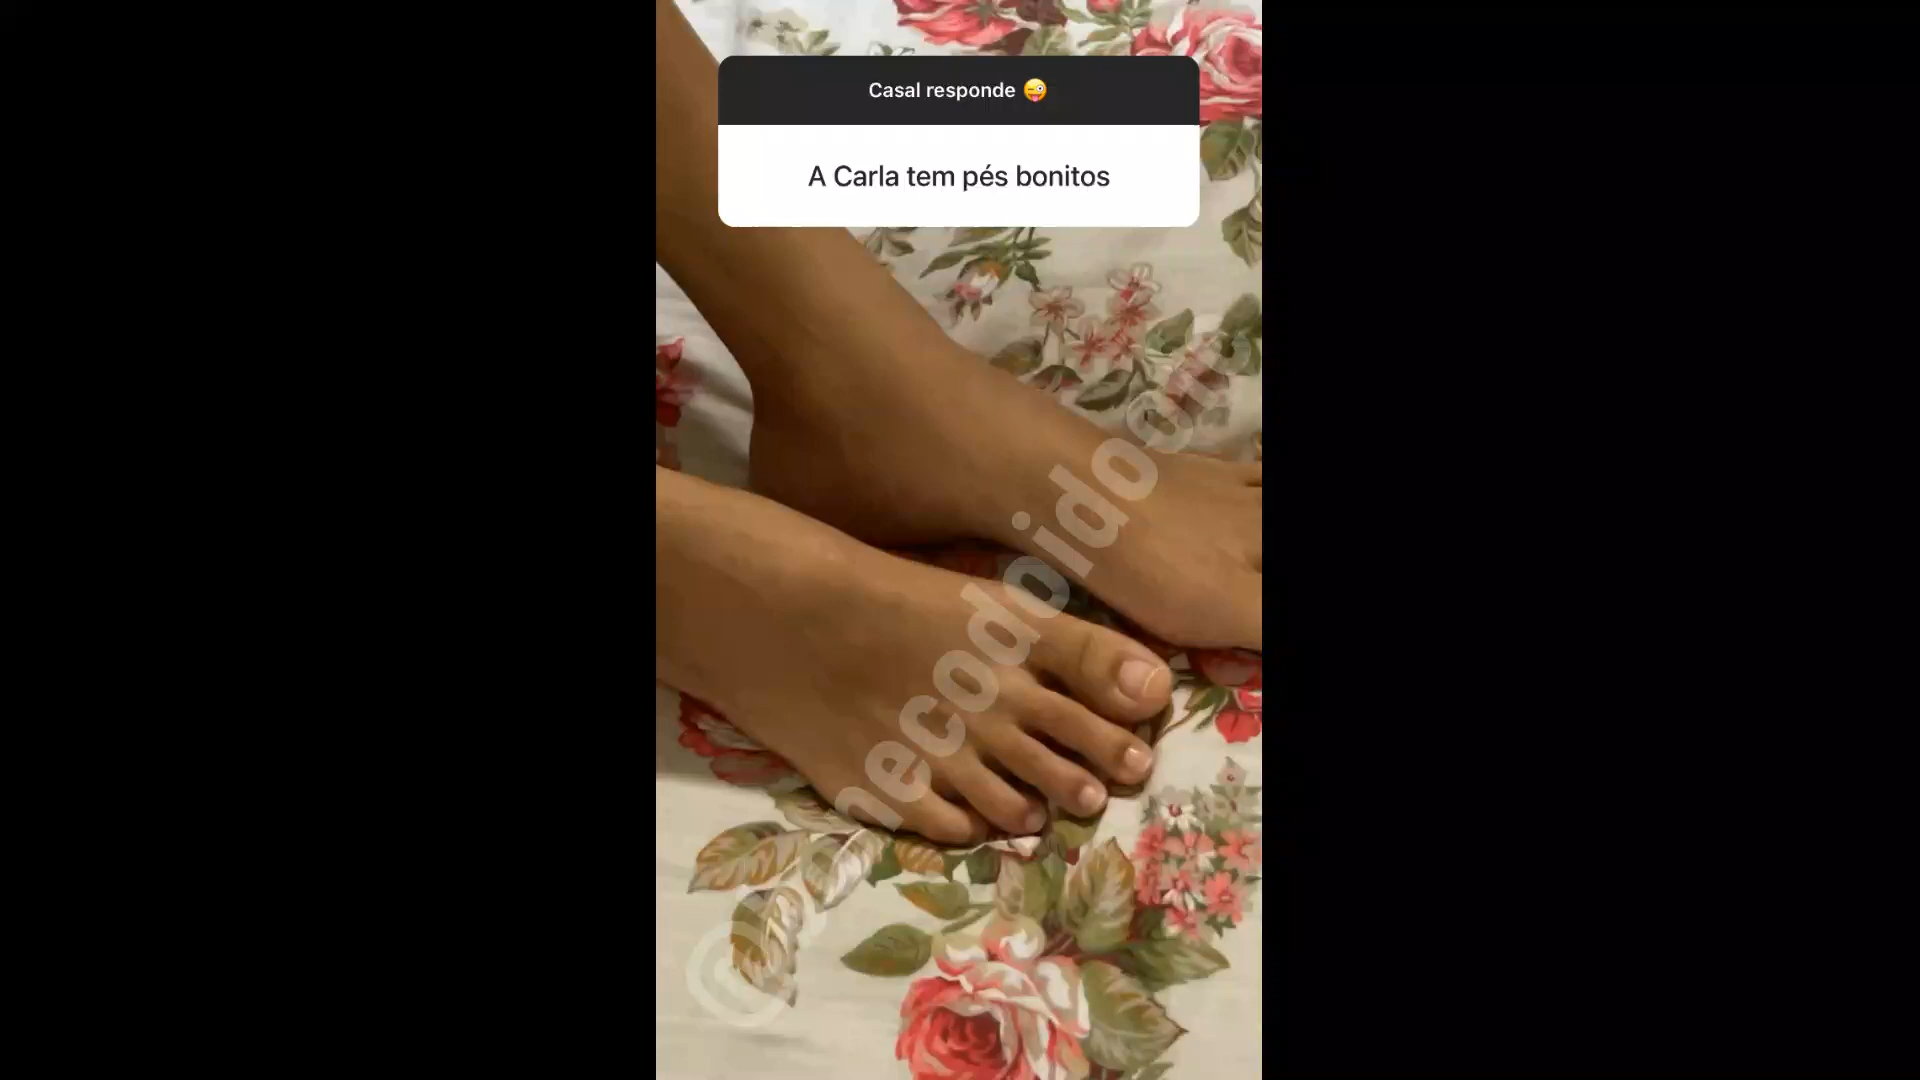 Casal responde 😜
A Carla tem pés bonitos